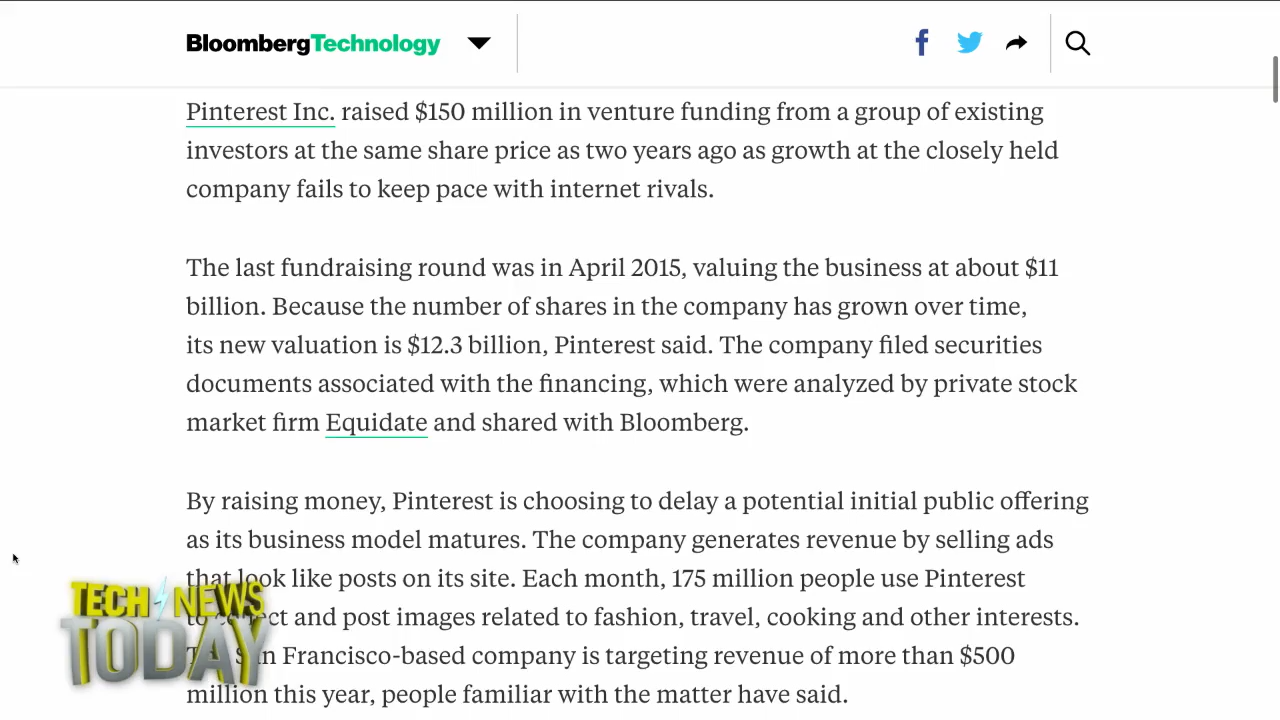 BloombergTechnology
Pinterest Inc. raised $150 million in venture funding from a group of existing
investors at the same share price as two years ago as growth at the closely held
company fails to keep pace with internet rivals.
The last fundraising round was in April 2015, valuing the business at about $11
billion. Because the number of shares in the company has grown over time,
its new valuation is $12.3 billion, Pinterest said. The company filed securities
documents associated with the financing, which were analyzed by private stock
market firm Equidate and shared with Bloomberg.
By raising money, Pinterest is choosing to delay a potential initial public offering
as its business model matures. The company generates revenue by selling ads
that look like posts on its site. Each month, 175 million people use Pinterest
and post images related to fashion, travel, cooking and other interests.
Francisco-based company is targeting revenue of more than $500
million this year, people familiar with the matter have said.
TECH NEWS
TODAY